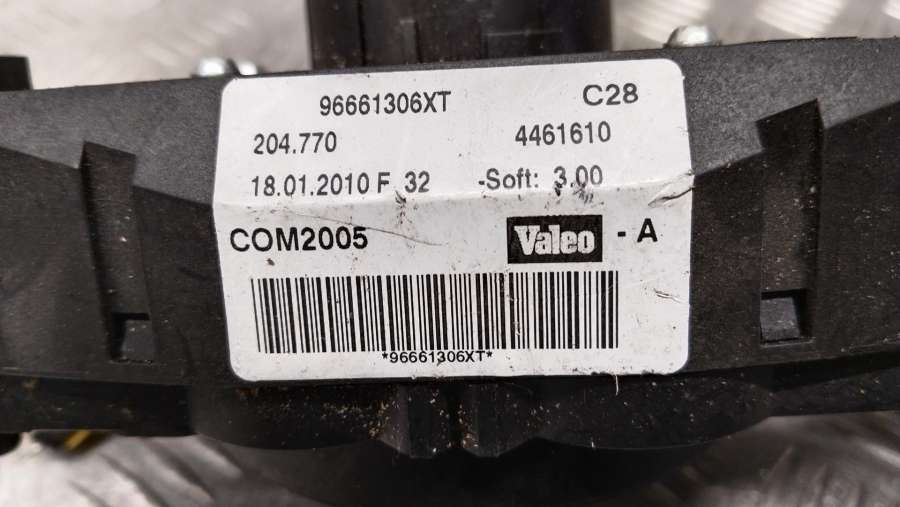 96661306XT C28
204.770 4461610
18.01.2010 F 32 -Soft: 3.00
COM2005 Valeo - A
*96661306XT*